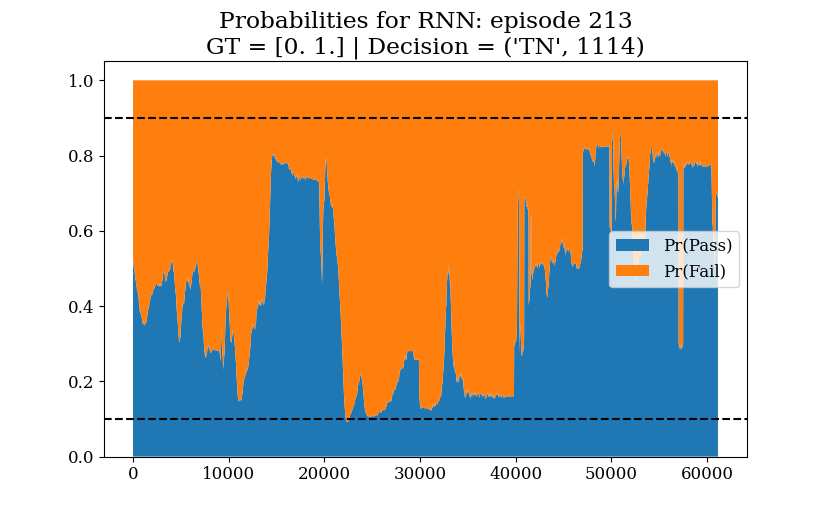 Probabilities for RNN: episode 213
GT = [0. 1.] | Decision = ('TN', 1114)
1.0
0.8
0.6
0.4
0.2
0.0
Pr(Pass)
Pr(Fail)
0 10000 20000 30000 40000 50000 60000